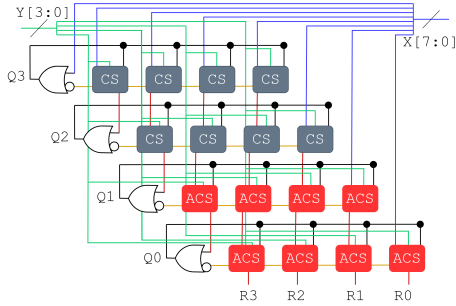 Y[3:0]
X[7:0]
Q3 CS CS CS CS
Q2 CS CS CS CS
Q1 ACS ACS ACS ACS
Q0 ACS ACS ACS ACS
R3 R2 R1 R0